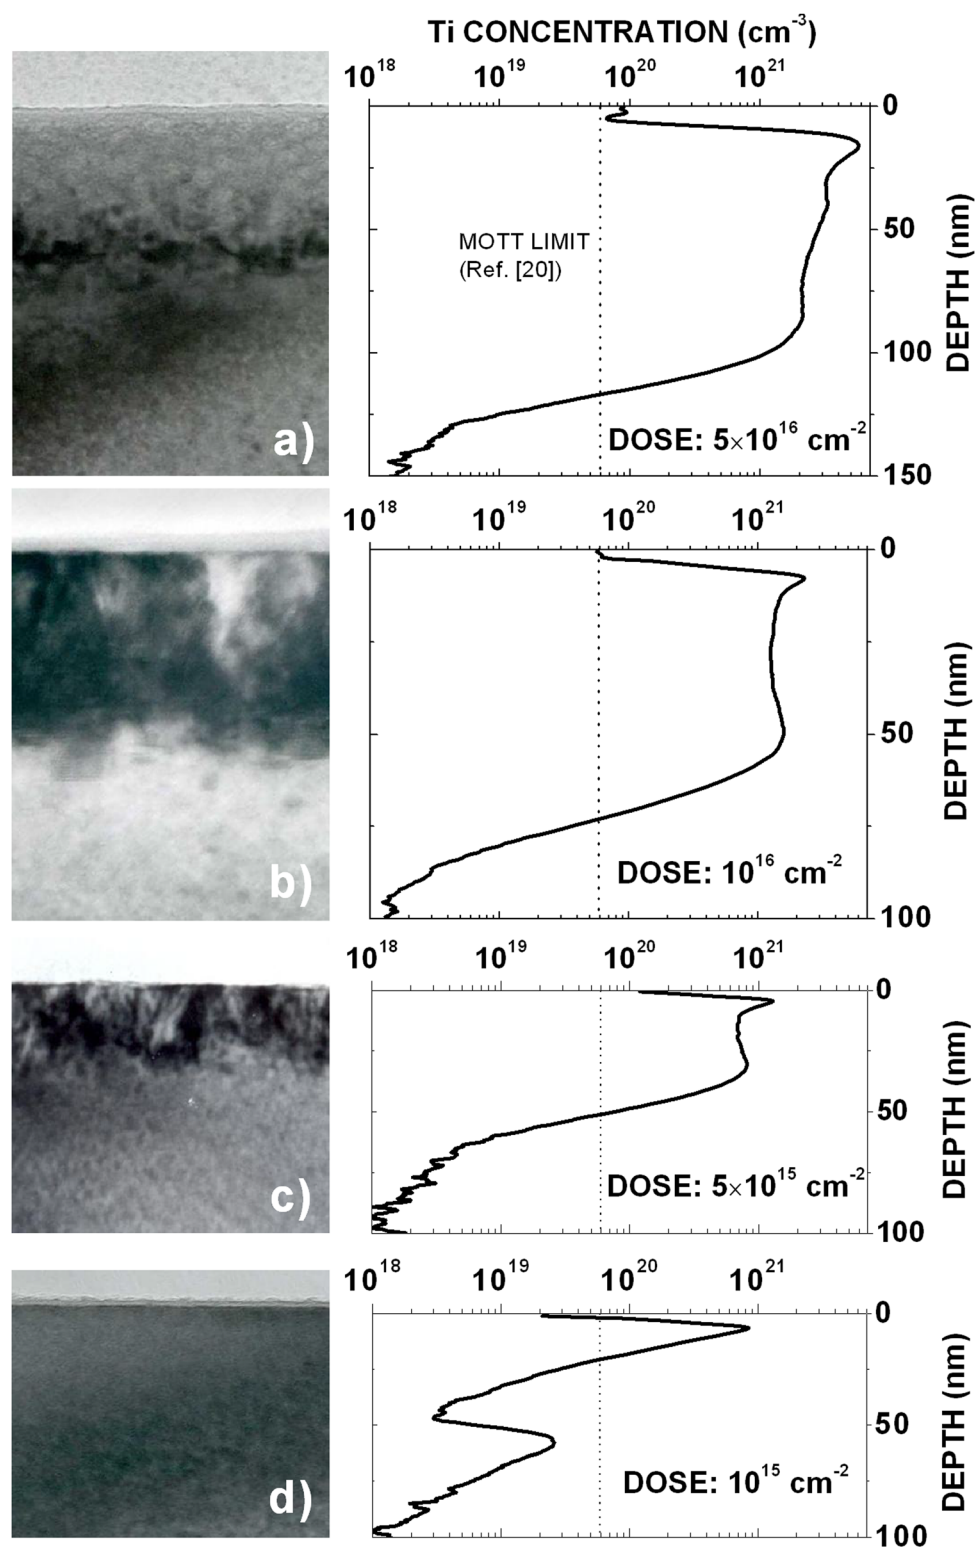 Ti CONCENTRATION (cm⁻³)
10¹⁸ 10¹⁹ 10²⁰ 10²¹
0
50
100
150
DEPTH (nm)
MOTT LIMIT
(Ref. [20])
DOSE: 5×10¹⁶ cm⁻²
a)
10¹⁸ 10¹⁹ 10²⁰ 10²¹
0
50
100
DEPTH (nm)
DOSE: 10¹⁶ cm⁻²
b)
10¹⁸ 10¹⁹ 10²⁰ 10²¹
0
50
100
DEPTH (nm)
DOSE: 5×10¹⁵ cm⁻²
c)
10¹⁸ 10¹⁹ 10²⁰ 10²¹
0
50
100
DEPTH (nm)
DOSE: 10¹⁵ cm⁻²
d)